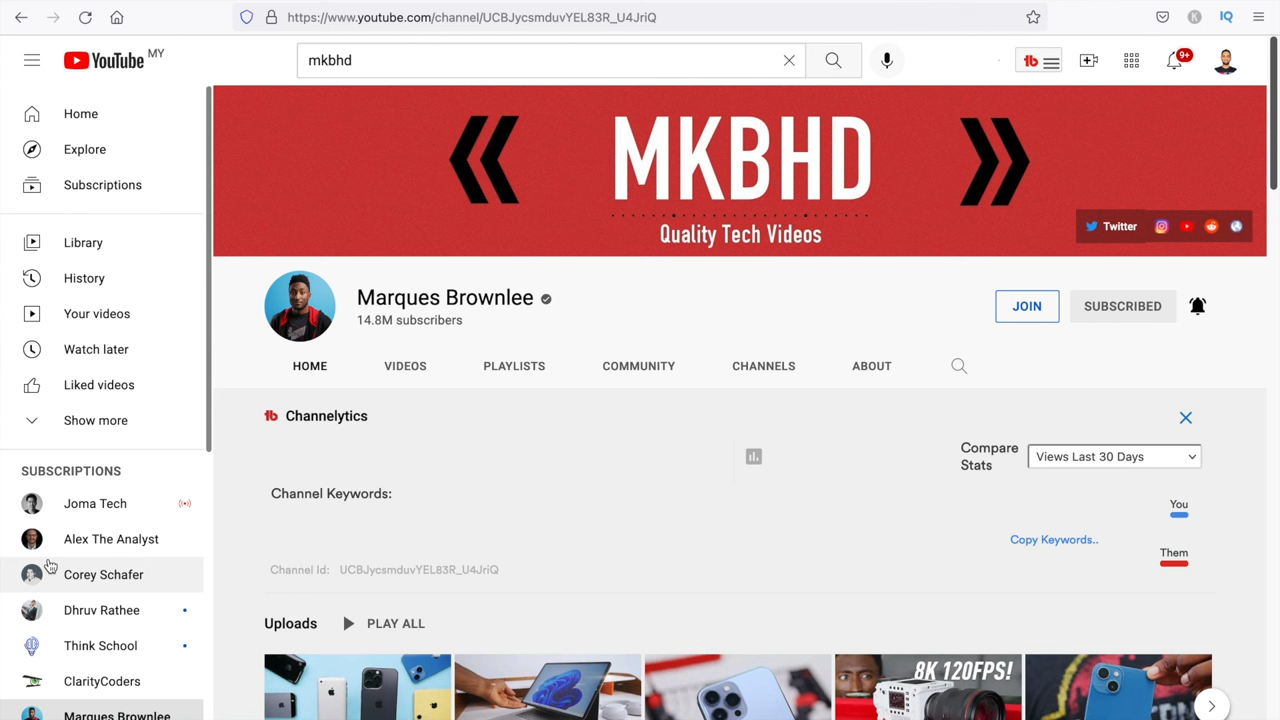 https://www.youtube.com/channel/UCBJycsmduvYEL83R_U4JriQ
K
IQ
YouTube MY
mkbhd
tb
9+
Home
Explore
Subscriptions
Library
History
Your videos
Watch later
Liked videos
Show more
SUBSCRIPTIONS
Joma Tech
Alex The Analyst
Corey Schafer
Dhruv Rathee
Think School
ClarityCoders
Marques Brownlee
MKBHD
Quality Tech Videos
Twitter
Marques Brownlee
14.8M subscribers
JOIN
SUBSCRIBED
HOME
VIDEOS
PLAYLISTS
COMMUNITY
CHANNELS
ABOUT
tb Channelytics
Compare
Stats
Views Last 30 Days
Channel Keywords:
You
Copy Keywords..
Them
Channel Id: UCBJycsmduvYEL83R_U4JriQ
Uploads
PLAY ALL
8K 120FPS!